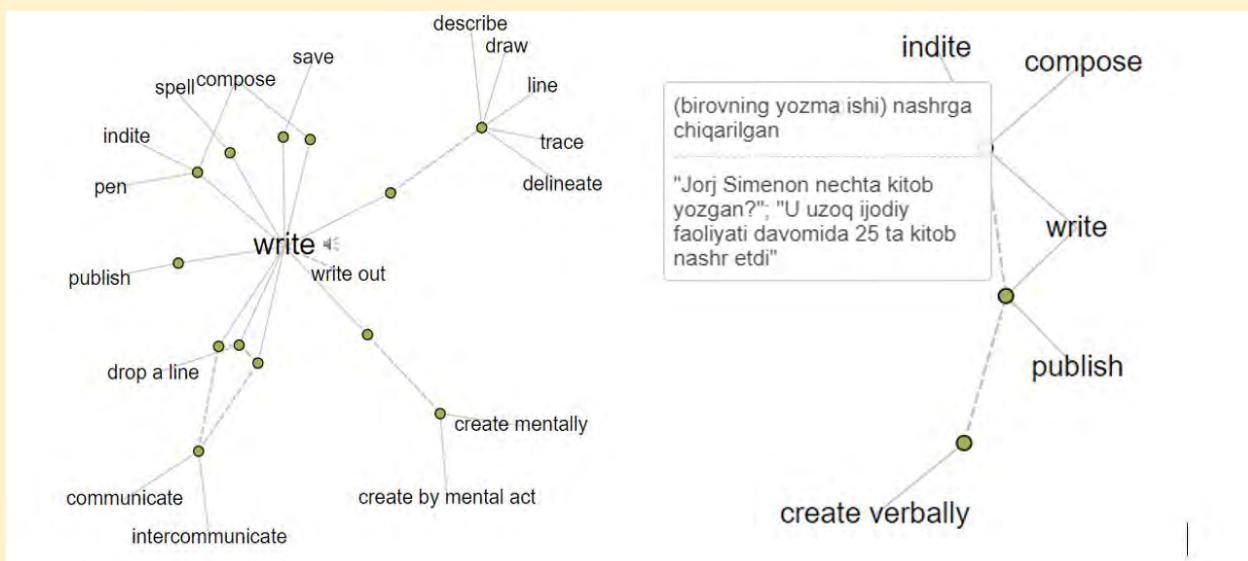 describe
draw
save
compose
line
spell
indite
trace
pen
delineate
write
write out
publish
drop a line
create mentally
communicate
create by mental act
intercommunicate
indite
compose
(birovning yozma ishi) nashrga
chiqarilgan
"Jorj Simenon nechta kitob
yozgan?"; "U uzoq ijodiy
faoliyati davomida 25 ta kitob
nashr etdi"
write
publish
create verbally